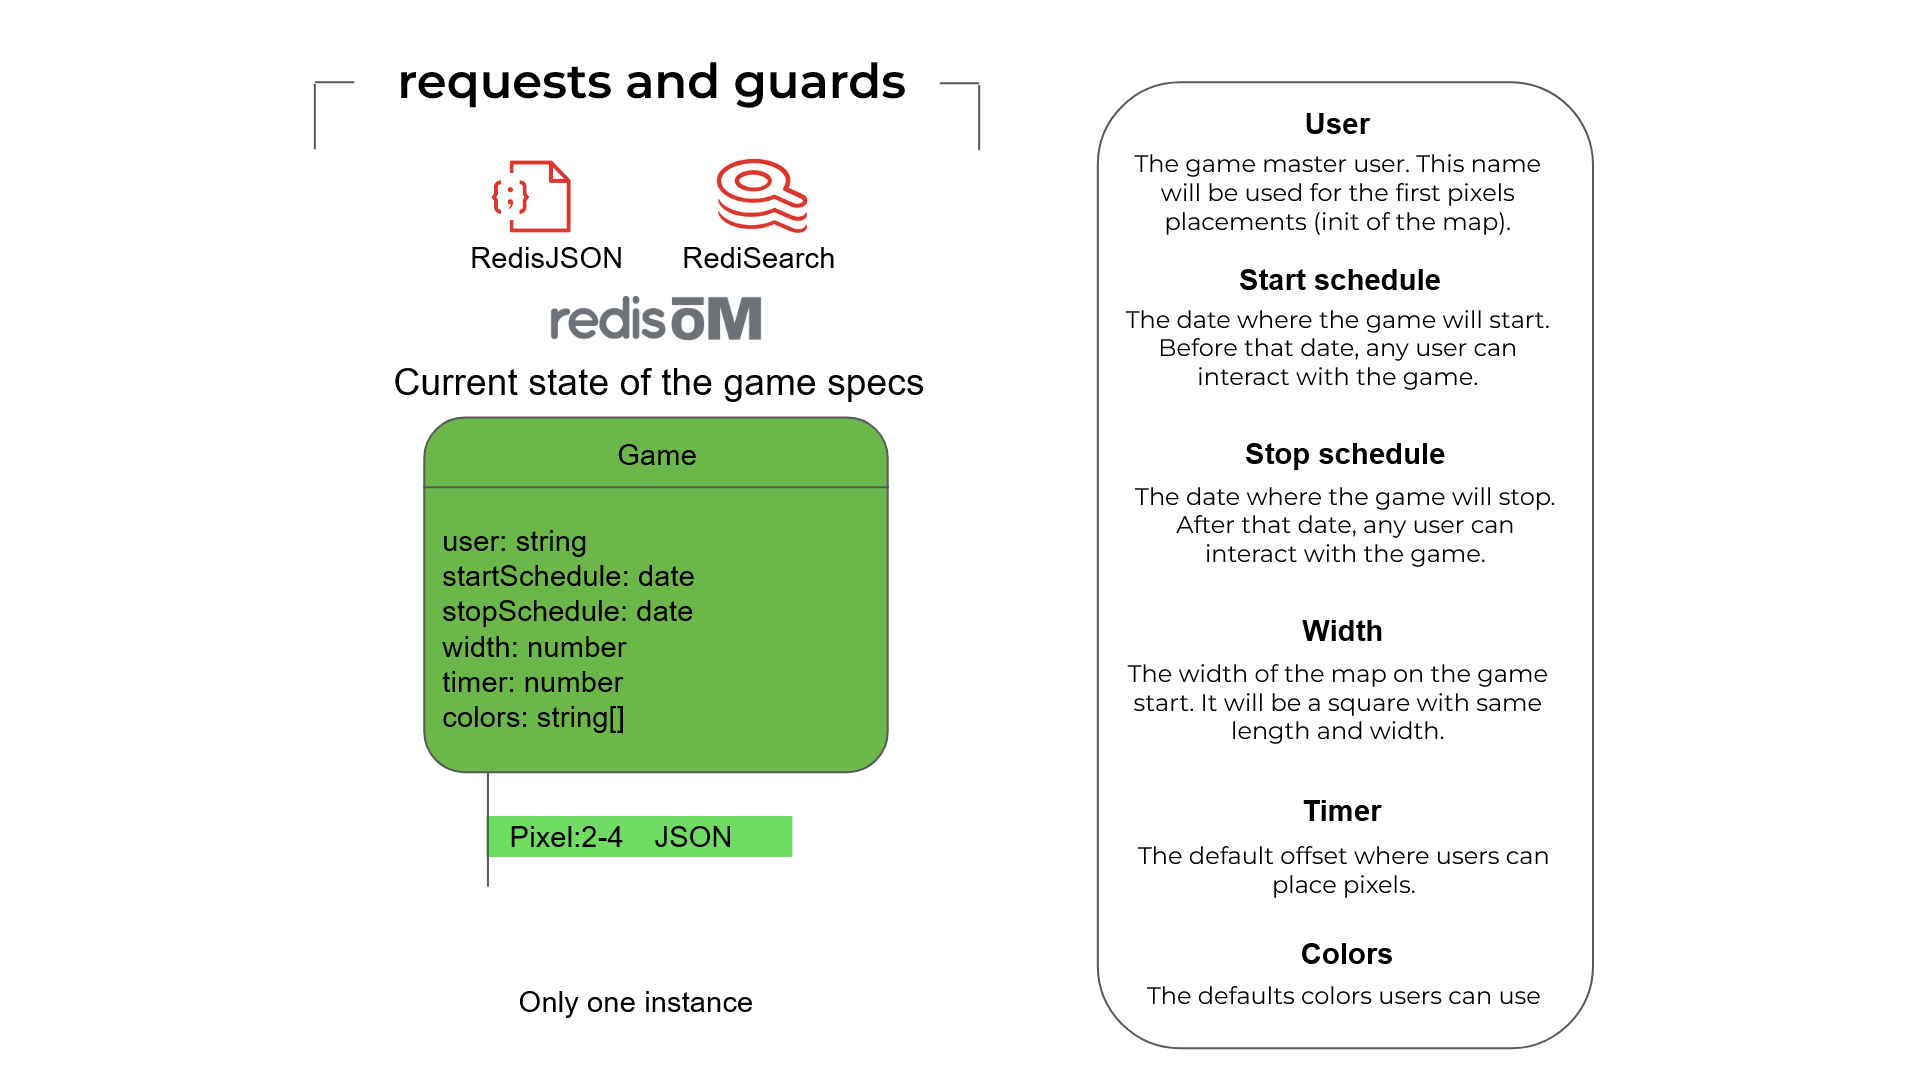 requests and guards
{;}
RedisJSON
RediSearch
redis ōM
Current state of the game specs
Game
user: string
startSchedule: date
stopSchedule: date
width: number
timer: number
colors: string[]
Pixel:2-4 JSON
Only one instance
User
The game master user. This name
will be used for the first pixels
placements (init of the map).
Start schedule
The date where the game will start.
Before that date, any user can
interact with the game.
Stop schedule
The date where the game will stop.
After that date, any user can
interact with the game.
Width
The width of the map on the game
start. It will be a square with same
length and width.
Timer
The default offset where users can
place pixels.
Colors
The defaults colors users can use